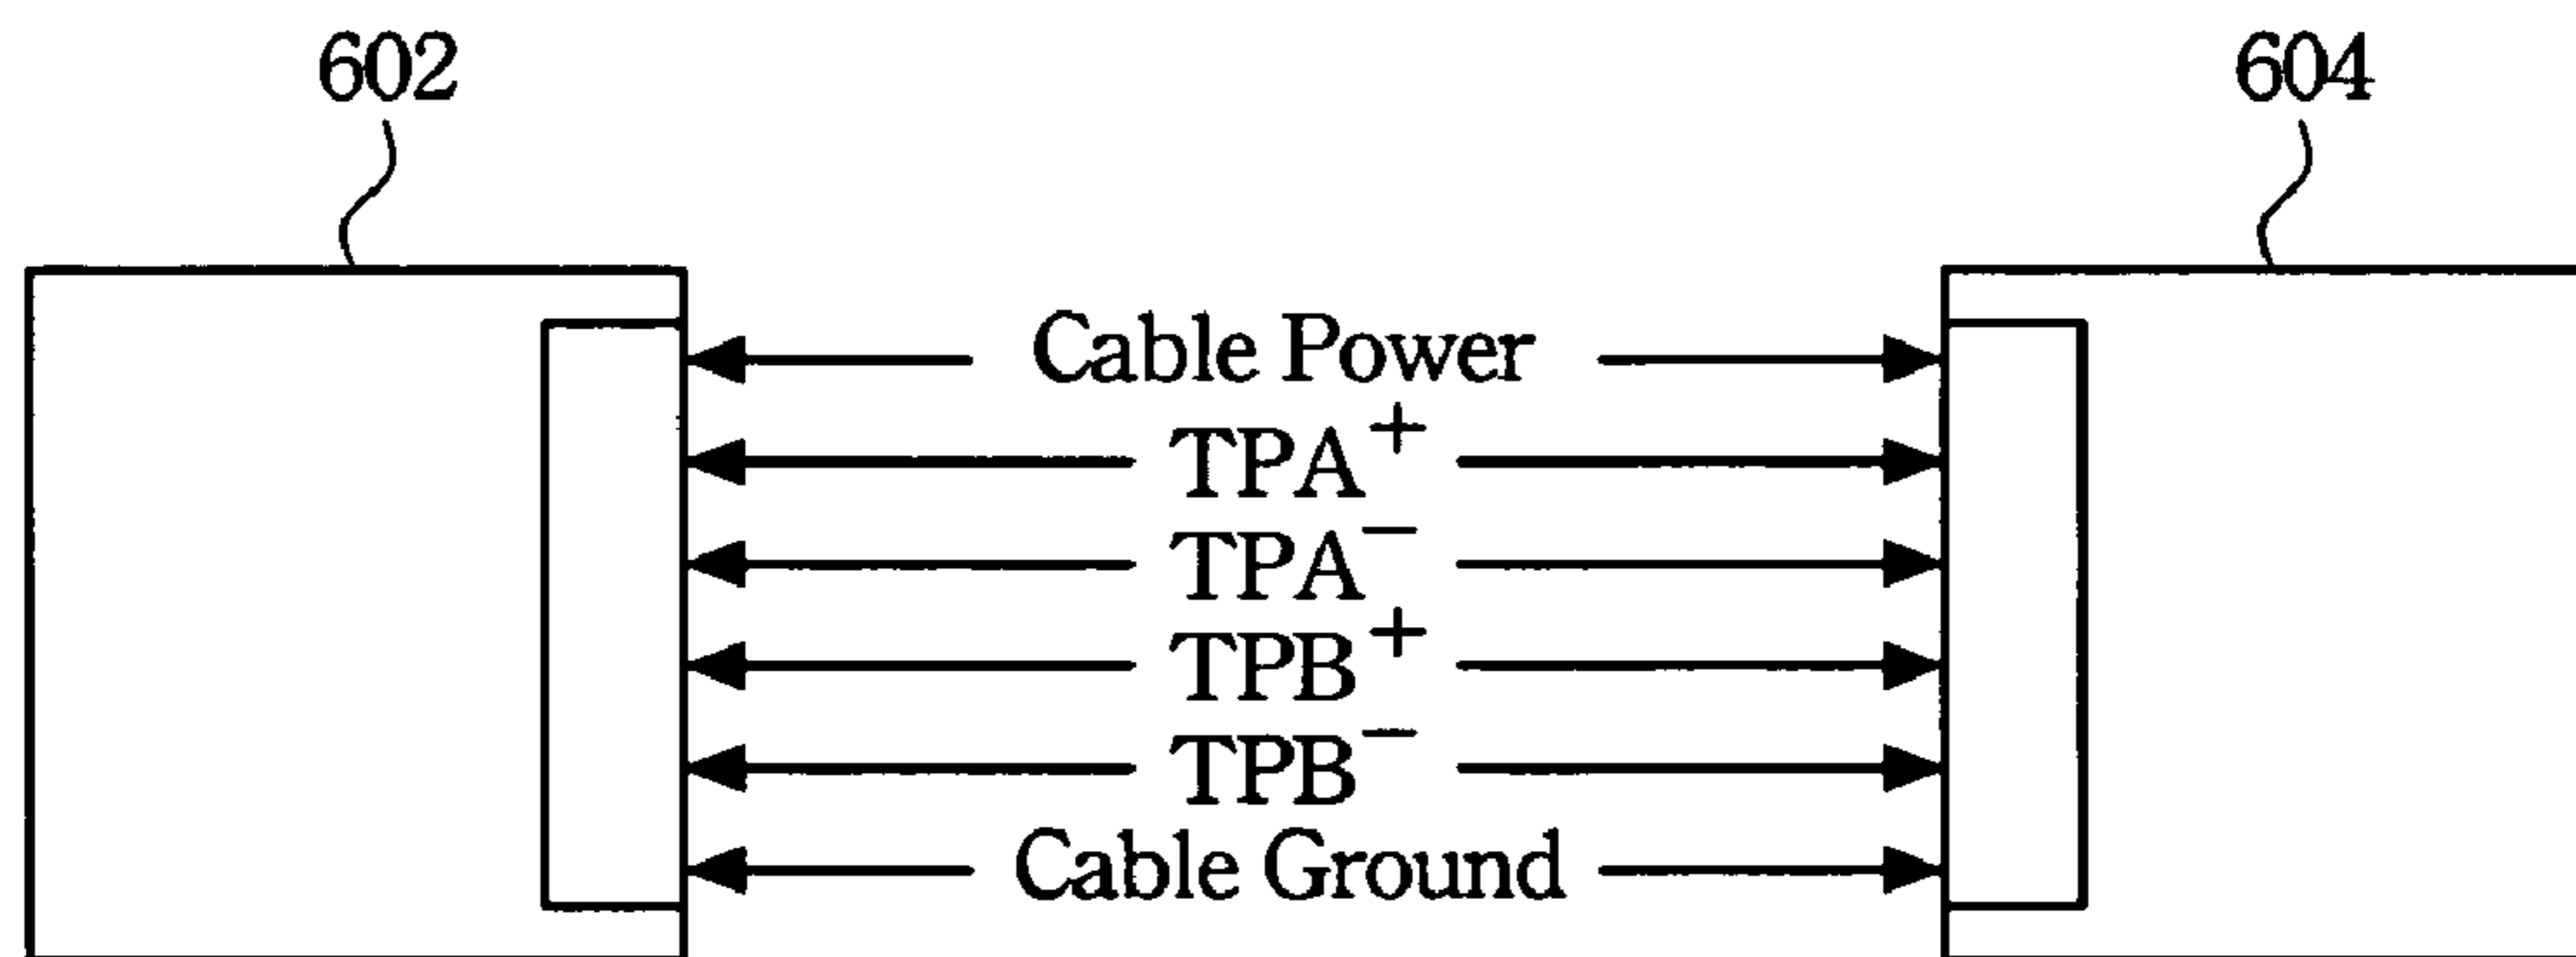 602 604
Cable Power
TPA⁺
TPA⁻
TPB⁺
TPB⁻
Cable Ground